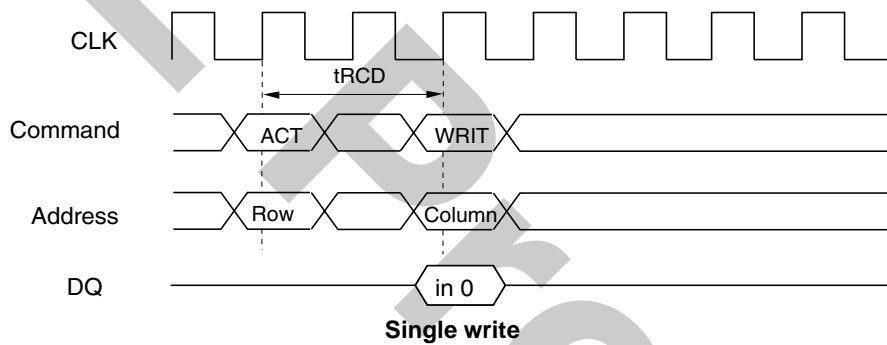 CLK
tRCD
Command ACT WRIT
Address Row Column
DQ in 0
Single write